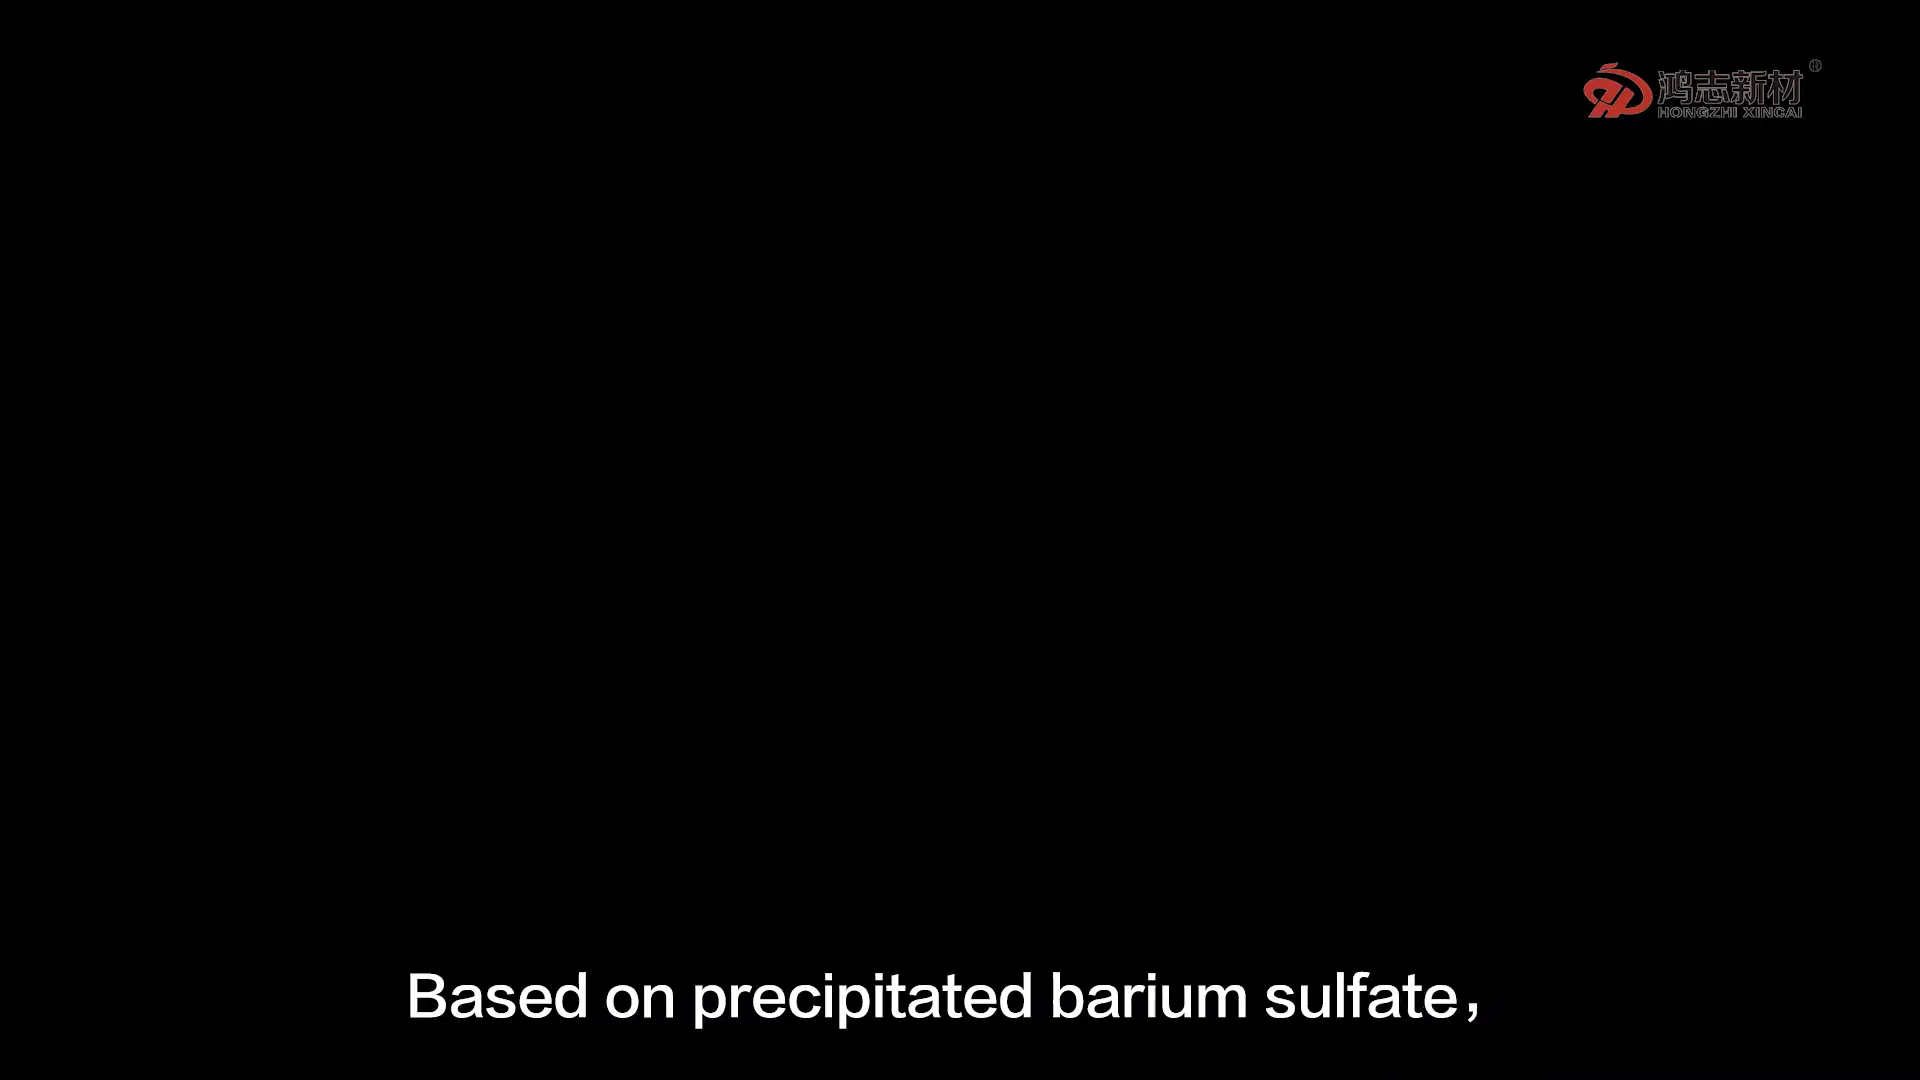 鸿志新材
HONGZHI XINCAI
Based on precipitated barium sulfate，